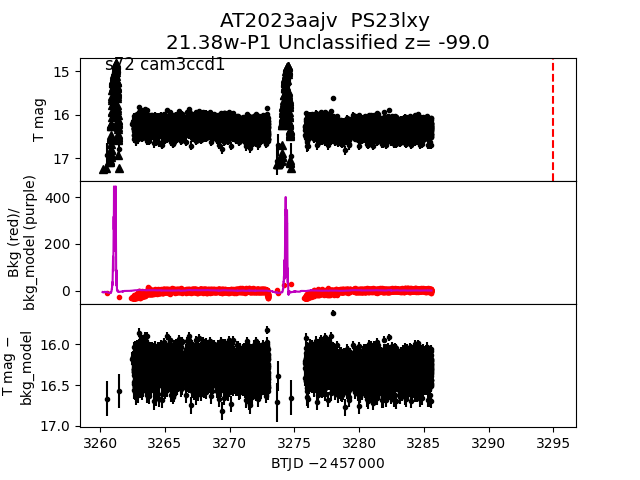 AT2023aajv  PS23lxy
21.38w-P1 Unclassified z= -99.0
s72 cam3ccd1
T mag
15
16
17
Bkg (red)/
bkg_model (purple)
400
200
0
T mag −
bkg_model
16.0
16.5
17.0
3260 3265 3270 3275 3280 3285 3290 3295
BTJD −2 457 000